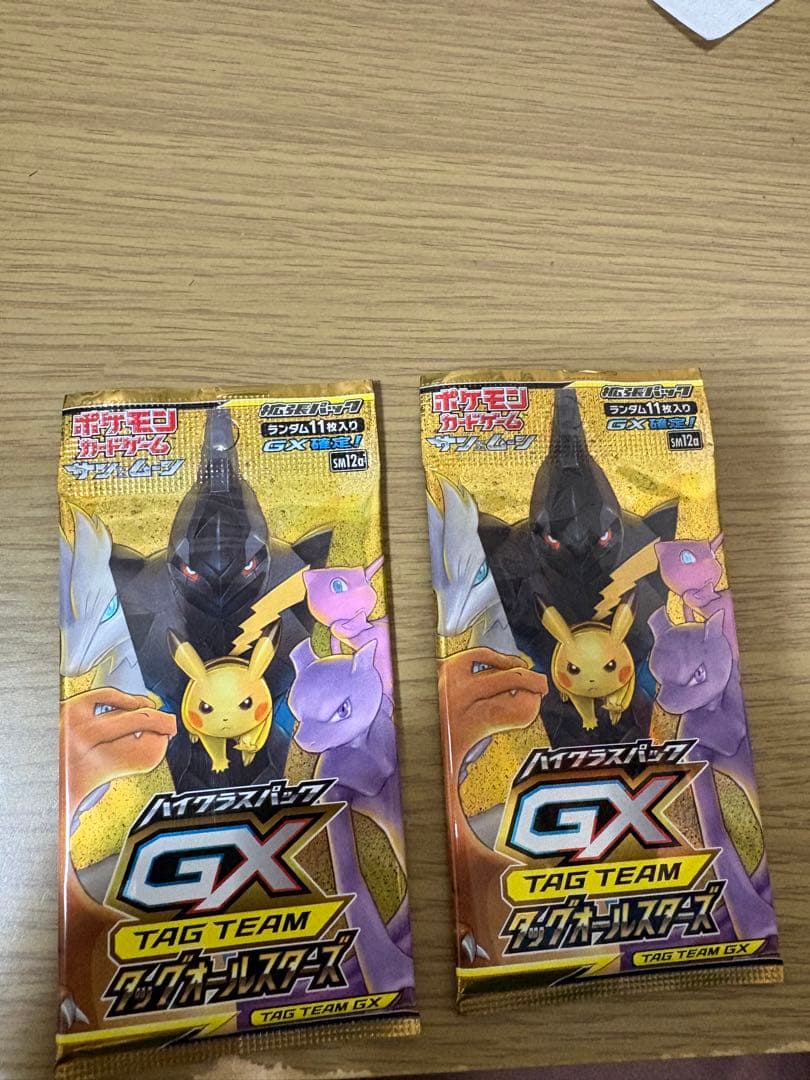 ポケモン
カードゲーム
サン&ムーン
拡張パック
ランダム11枚入り
GX確定!
SM12a
ハイクラスパック
GX
TAG TEAM
タッグオールスターズ
TAG TEAM GX
ポケモン
カードゲーム
サン&ムーン
拡張パック
ランダム11枚入り
GX確定!
SM12a
ハイクラスパック
GX
TAG TEAM
タッグオールスターズ
TAG TEAM GX